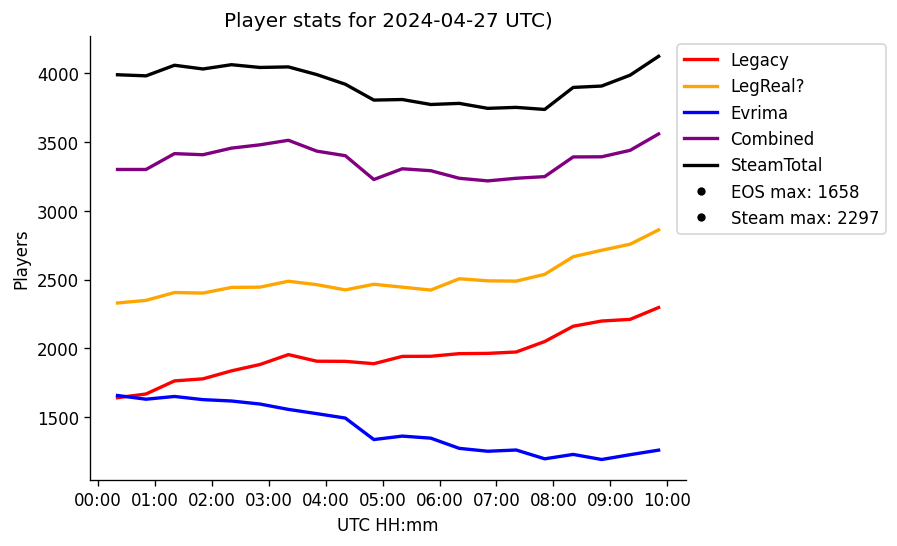 Player stats for 2024-04-27 UTC)
Legacy
LegReal?
Evrima
Combined
SteamTotal
EOS max: 1658
Steam max: 2297
Players
4000
3500
3000
2500
2000
1500
00:00 01:00 02:00 03:00 04:00 05:00 06:00 07:00 08:00 09:00 10:00
UTC HH:mm